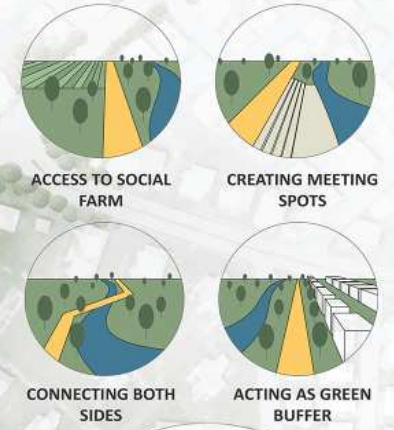 ACCESS TO SOCIAL
FARM
CREATING MEETING
SPOTS
CONNECTING BOTH
SIDES
ACTING AS GREEN
BUFFER